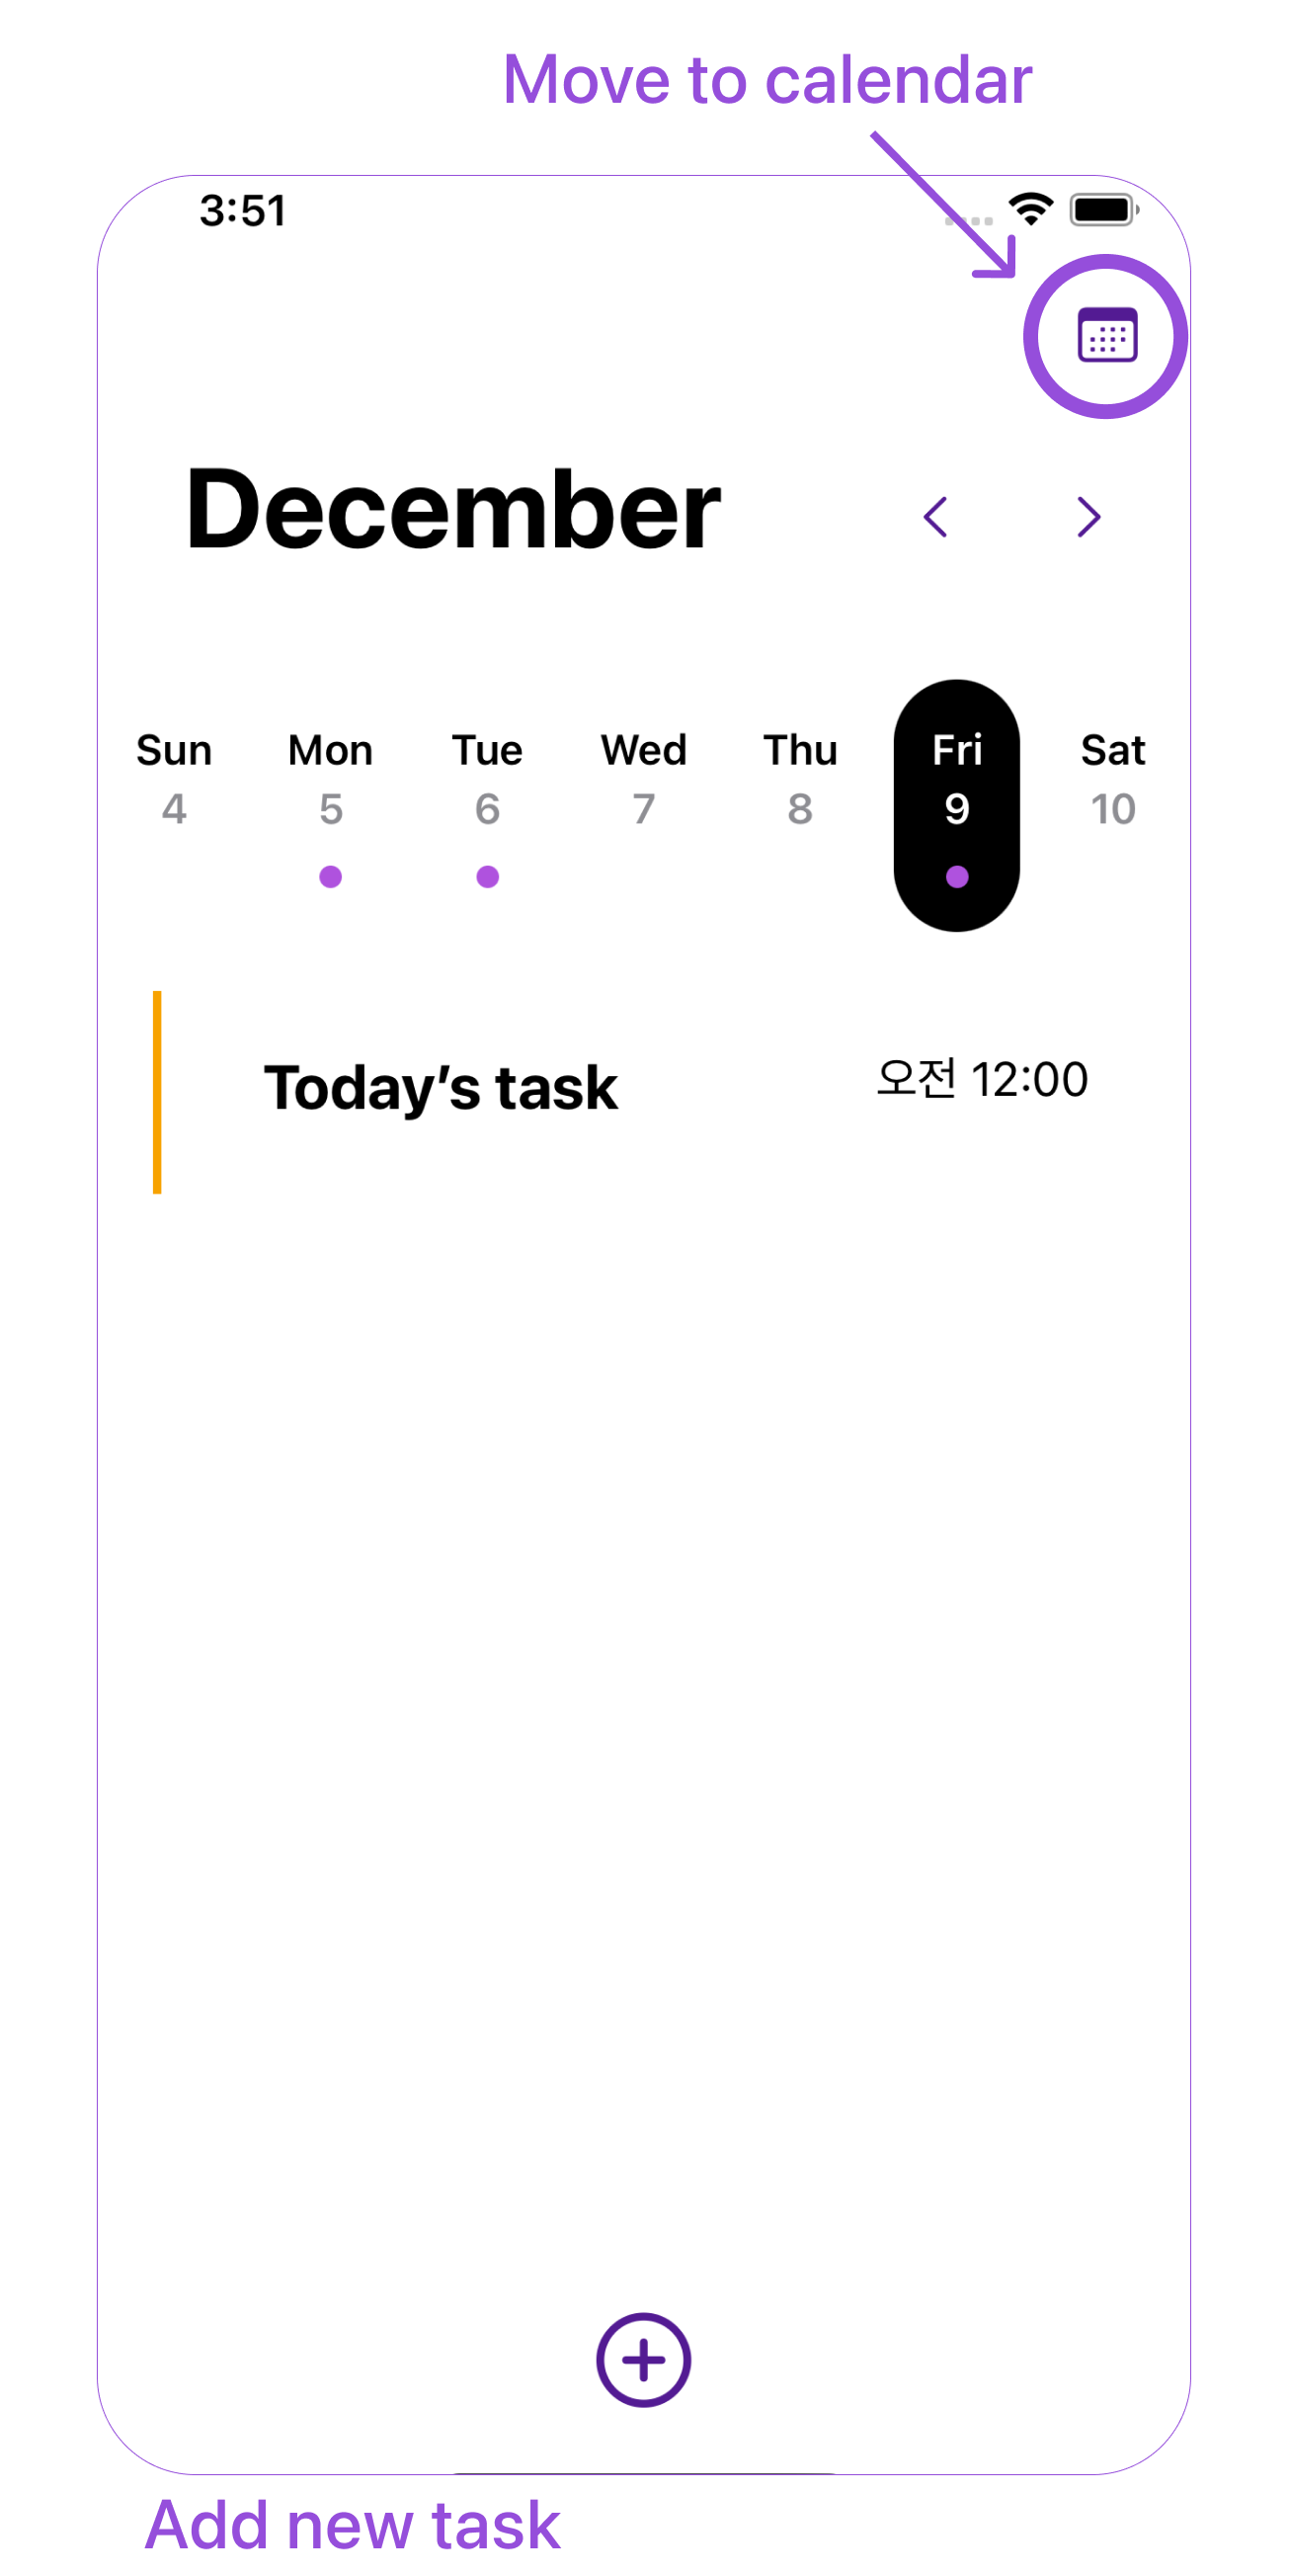 Move to calendar
3:51
December
Sun Mon Tue Wed Thu Fri Sat
4 5 6 7 8 9 10
Today’s task 오전 12:00
Add new task